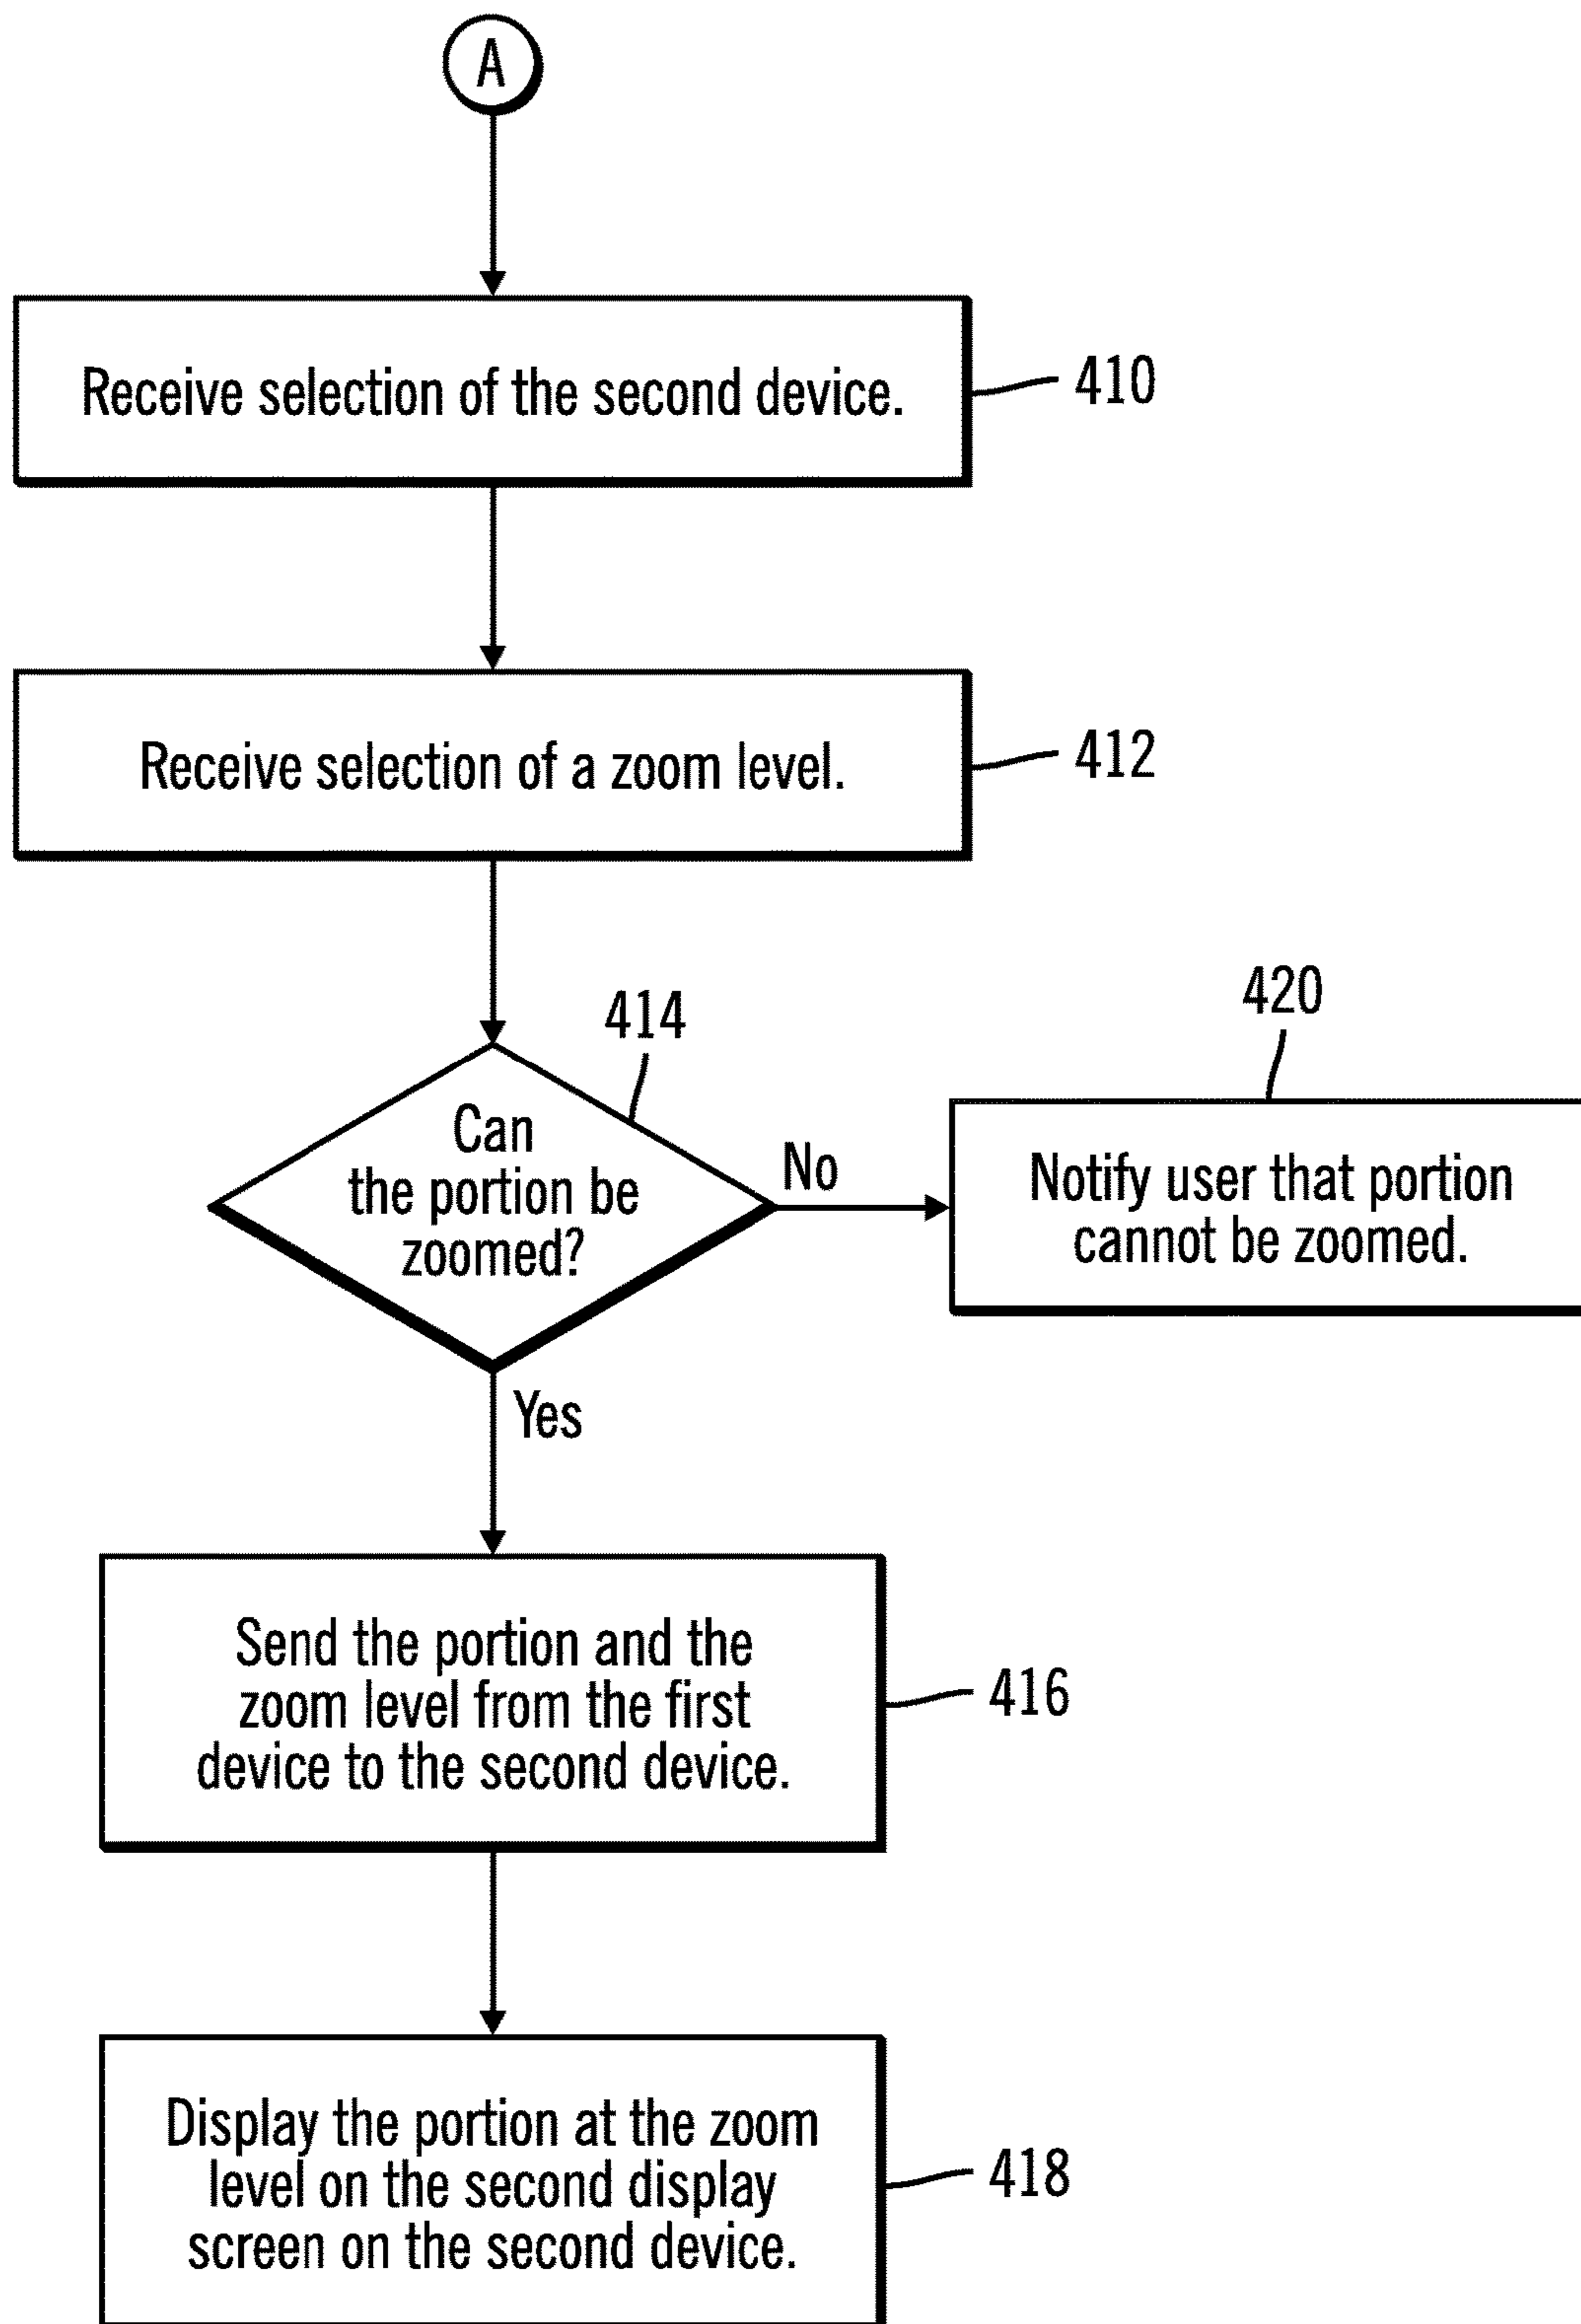 A
Receive selection of the second device.
410
Receive selection of a zoom level.
412
414
Can
the portion be
zoomed?
No
420
Notify user that portion
cannot be zoomed.
Yes
Send the portion and the
zoom level from the first
device to the second device.
416
Display the portion at the zoom
level on the second display
screen on the second device.
418